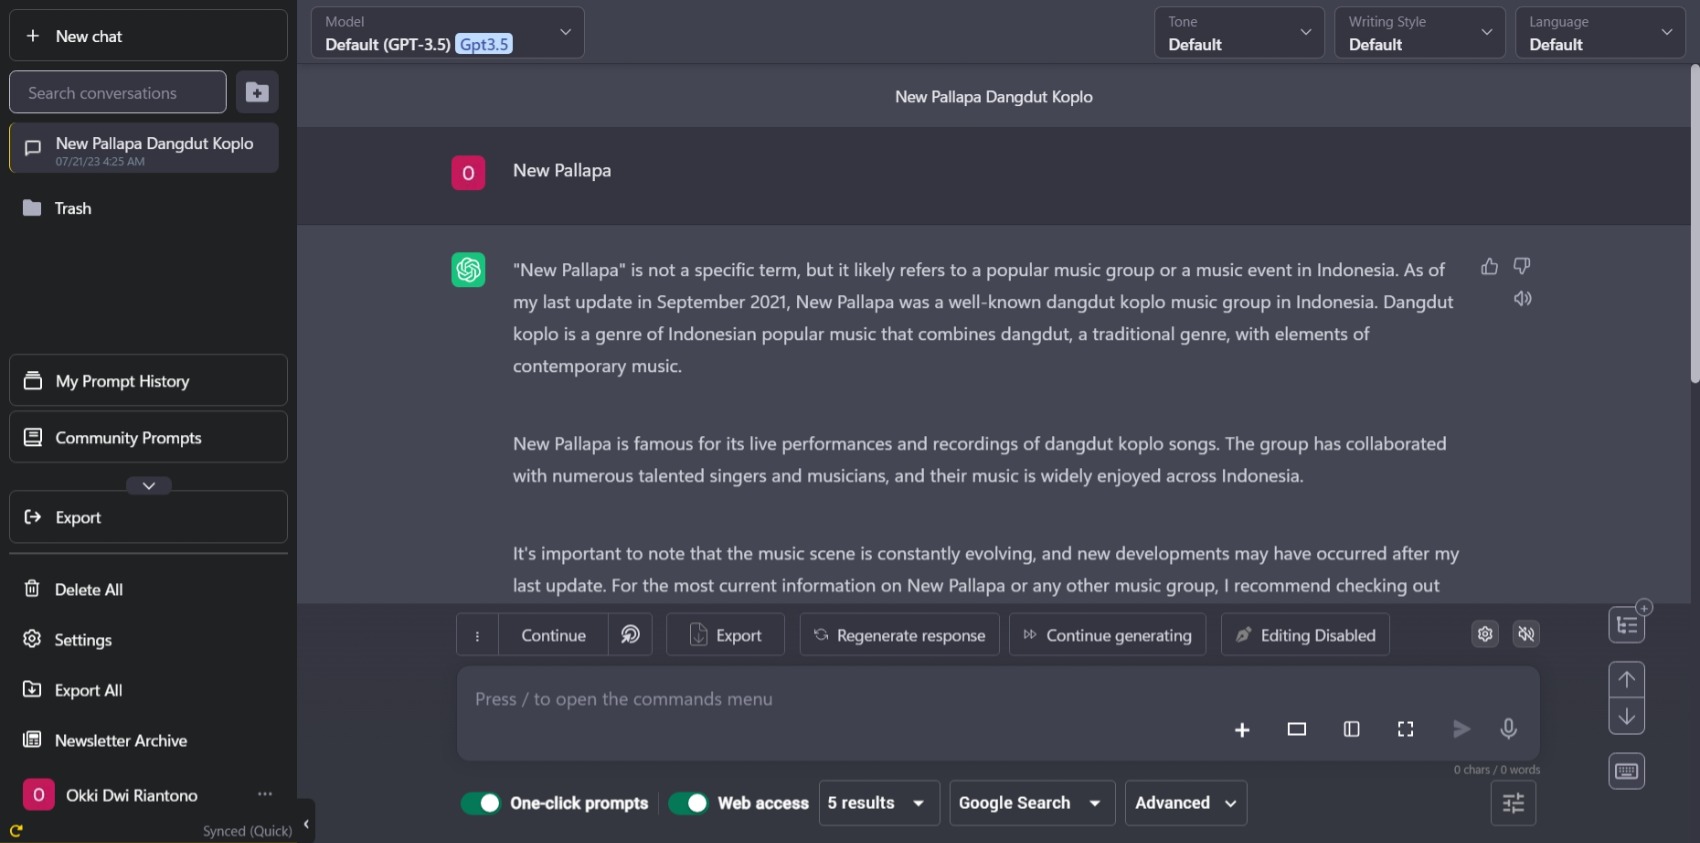 New chat
Search conversations
New Pallapa Dangdut Koplo
07/21/23 4:25 AM
Trash
My Prompt History
Community Prompts
Export
Delete All
Settings
Export All
Newsletter Archive
O Okki Dwi Riantono
Synced (Quick)
Model
Default (GPT-3.5) Gpt3.5
Tone
Default
Writing Style
Default
Language
Default
New Pallapa Dangdut Koplo
O New Pallapa
"New Pallapa" is not a specific term, but it likely refers to a popular music group or a music event in Indonesia. As of
my last update in September 2021, New Pallapa was a well-known dangdut koplo music group in Indonesia. Dangdut
koplo is a genre of Indonesian popular music that combines dangdut, a traditional genre, with elements of
contemporary music.
New Pallapa is famous for its live performances and recordings of dangdut koplo songs. The group has collaborated
with numerous talented singers and musicians, and their music is widely enjoyed across Indonesia.
It's important to note that the music scene is constantly evolving, and new developments may have occurred after my
last update. For the most current information on New Pallapa or any other music group, I recommend checking out
Continue Export Regenerate response Continue generating Editing Disabled
Press / to open the commands menu
0 chars / 0 words
One-click prompts Web access 5 results Google Search Advanced